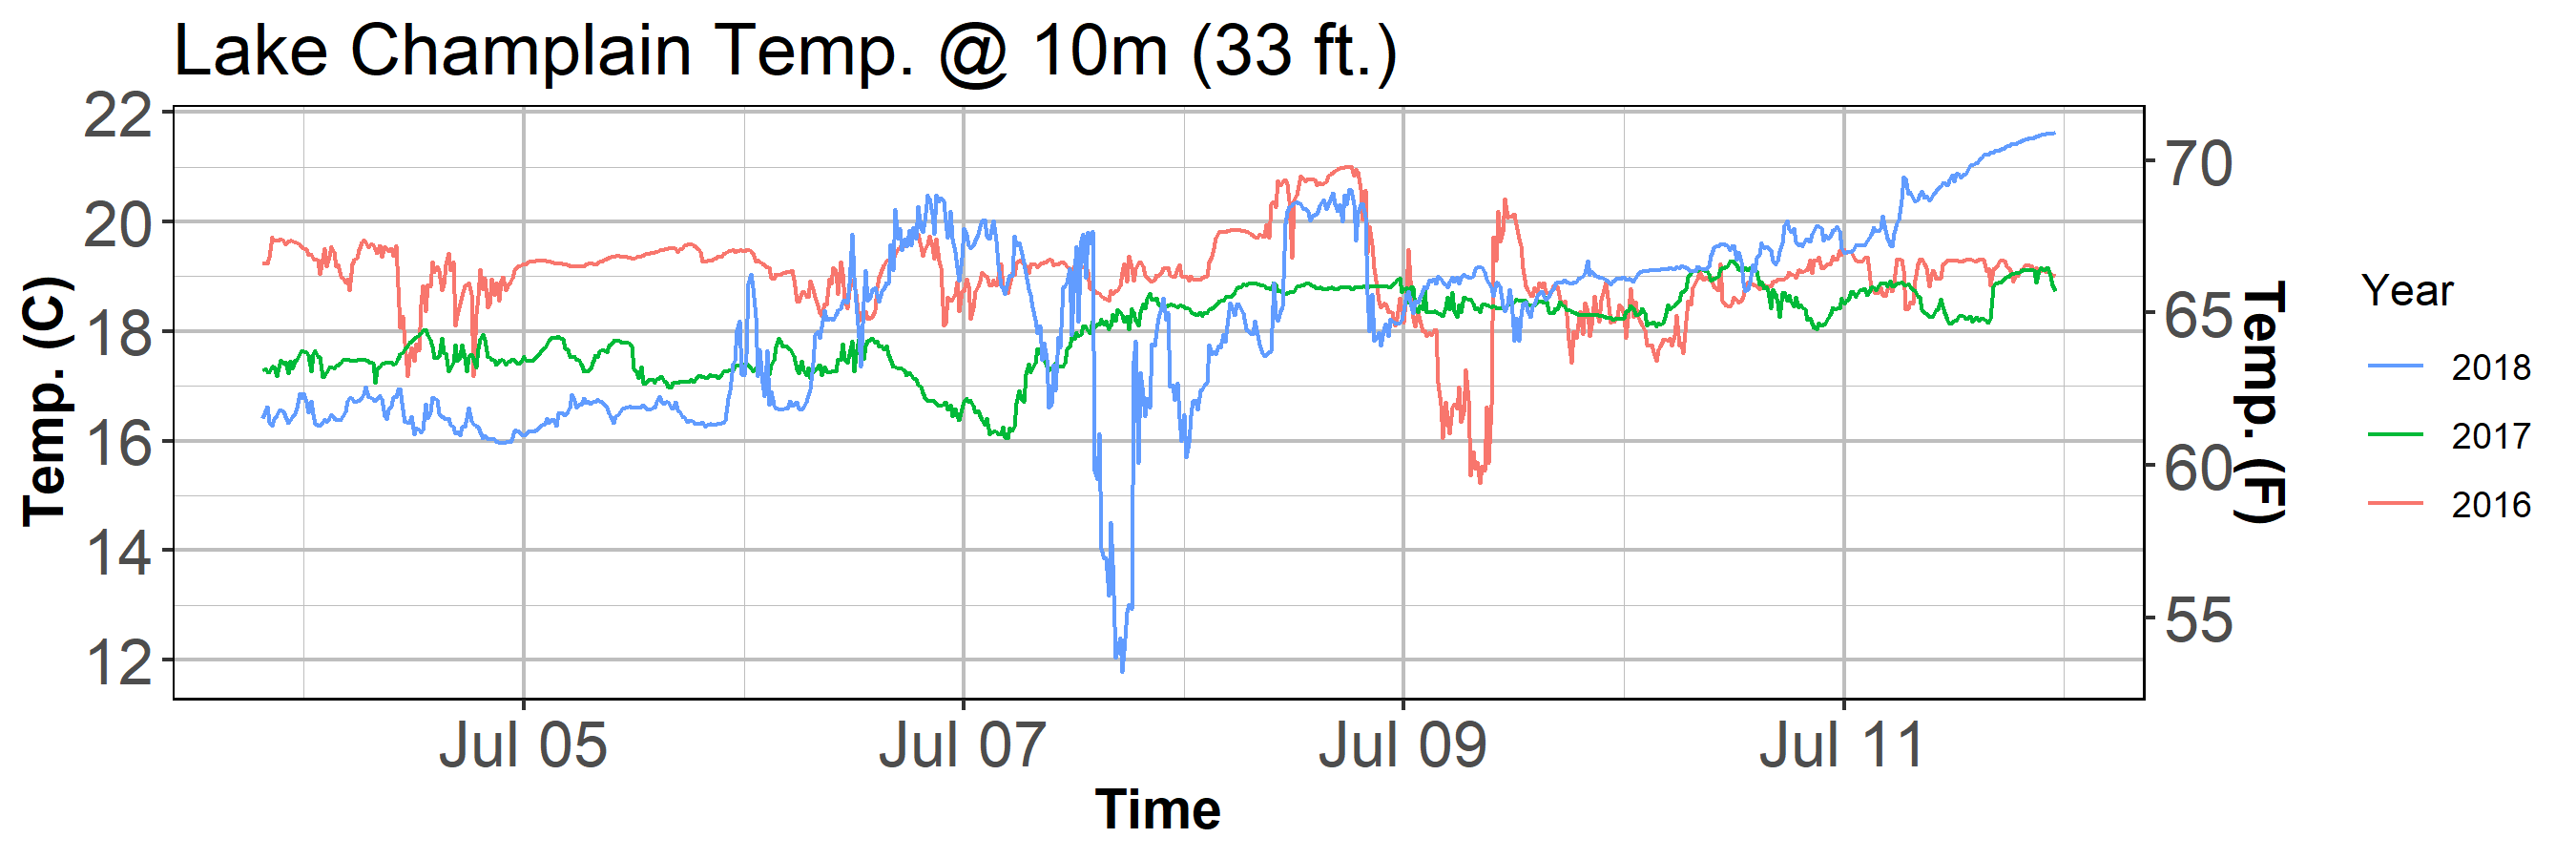 Lake Champlain Temp. @ 10m (33 ft.)
22
20
18
16
14
12
Temp. (C)
70
65
60
55
Temp. (F)
Jul 05
Jul 07
Jul 09
Jul 11
Time
Year
2018
2017
2016